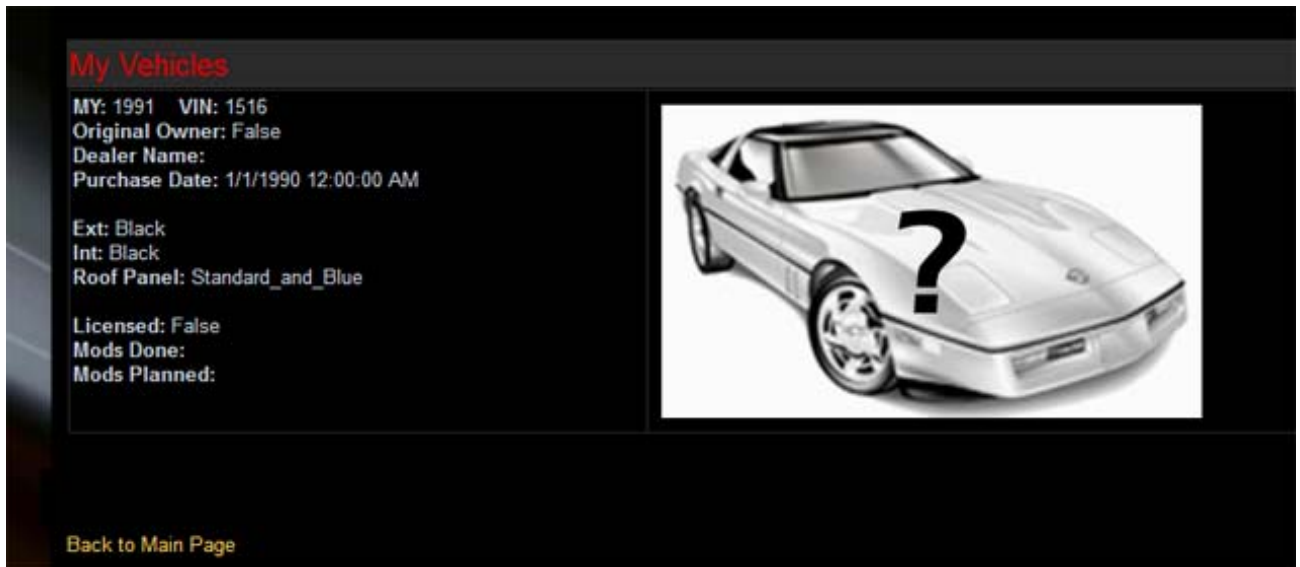 My Vehicles
MY: 1991 VIN: 1516
Original Owner: False
Dealer Name:
Purchase Date: 1/1/1990 12:00:00 AM
Ext: Black
Int: Black
Roof Panel: Standard_and_Blue
Licensed: False
Mods Done:
Mods Planned:
?
Back to Main Page